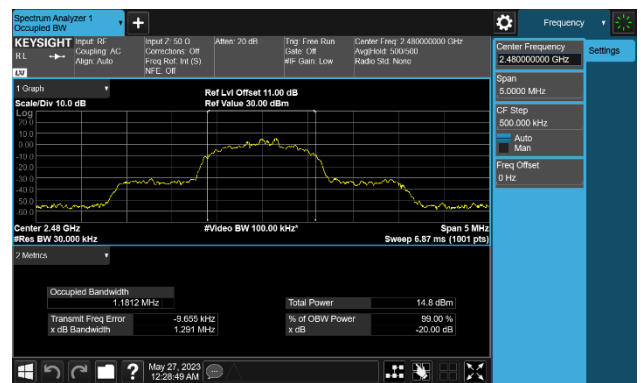 Spectrum Analyzer 1
Occupied BW
+
Frequency
KEYSIGHT
R L
LVI
Input: RF
Coupling: AC
Align: Auto
Input Z: 50 Ω
Corrections: Off
Freq Ref: Int (S)
NFE: Off
Atten: 20 dB
Trig: Free Run
Gate: Off
#IF Gain: Low
Center Freq: 2.480000000 GHz
Avg|Hold: 500/500
Radio Std: None
Center Frequency
2.480000000 GHz
Settings
Span
5.0000 MHz
CF Step
500.000 kHz
Auto
Man
Freq Offset
0 Hz
1 Graph
Scale/Div 10.0 dB
Ref Lvl Offset 11.00 dB
Ref Value 30.00 dBm
Log
20.0
10.0
0.00
-10.0
-20.0
-30.0
-40.0
-50.0
-60.0
Center 2.48 GHz
#Video BW 100.00 kHz*
Span 5 MHz
#Res BW 30.000 kHz
Sweep 6.87 ms (1001 pts)
2 Metrics
Occupied Bandwidth
1.1812 MHz
Total Power
14.8 dBm
Transmit Freq Error
-9.655 kHz
% of OBW Power
99.00 %
x dB Bandwidth
1.291 MHz
x dB
-20.00 dB
?
May 27, 2023
12:28:49 AM